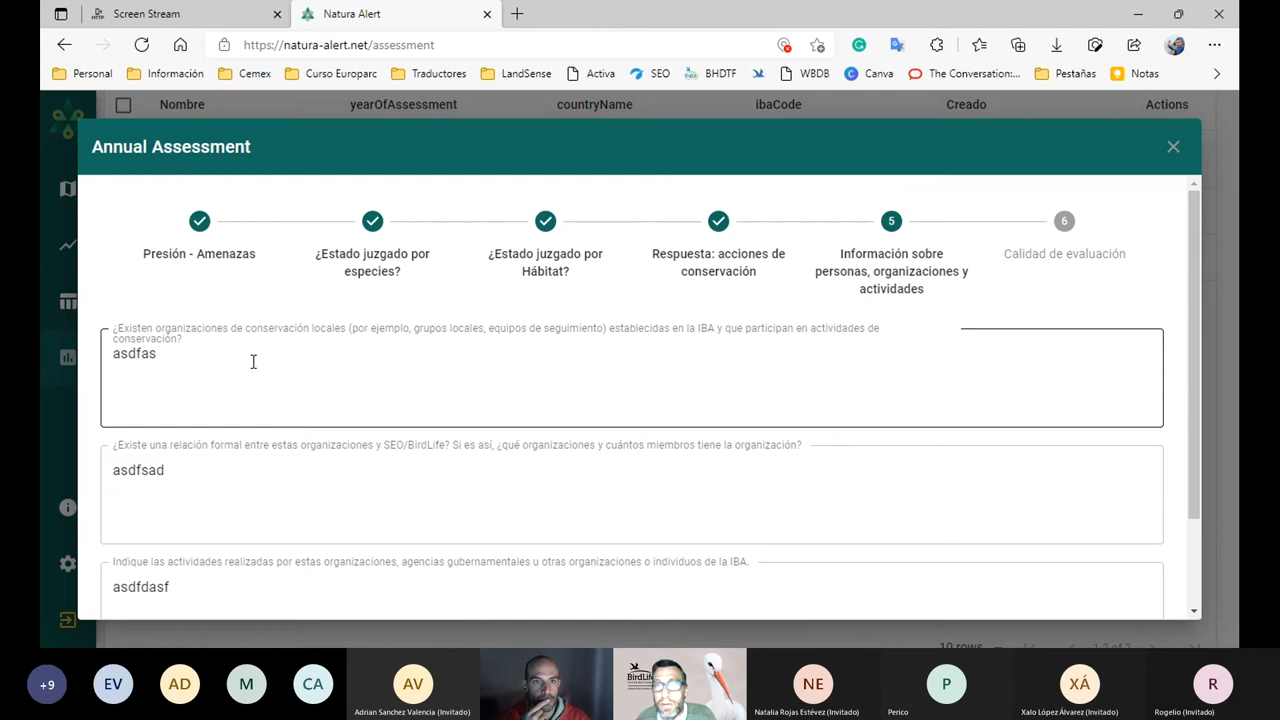 Screen Stream
Natura Alert
https://natura-alert.net/assessment
Personal Información Cemex Curso Europarc Traductores LandSense Activa SEO BHDTF WBDB Canva The Conversation:... Pestañas Notas
Nombre yearOfAssessment countryName ibaCode Creado Actions
Annual Assessment
5 6
Presión - Amenazas
¿Estado juzgado por
especies?
¿Estado juzgado por
Hábitat?
Respuesta: acciones de
conservación
Información sobre
personas, organizaciones y
actividades
Calidad de evaluación
¿Existen organizaciones de conservación locales (por ejemplo, grupos locales, equipos de seguimiento) establecidas en la IBA y que participan en actividades de
conservación?
asdfas
¿Existe una relación formal entre estas organizaciones y SEO/BirdLife? Si es así, ¿qué organizaciones y cuántos miembros tiene la organización?
asdfsad
Indique las actividades realizadas por estas organizaciones, agencias gubernamentales u otras organizaciones o individuos de la IBA.
asdfdasf
10 rows
+9 EV AD M CA AV NE P XÁ R
BirdLife
INTERNATIONAL
Adrian Sanchez Valencia (Invitado) Natalia Rojas Estévez (Invitado) Perico Xalo López Álvarez (Invitado) Rogelio (Invitado)